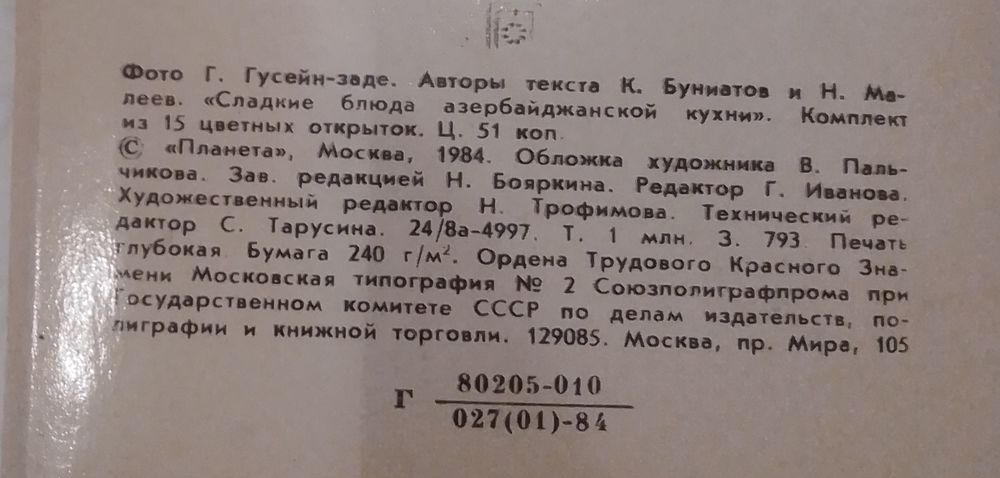 Фото Г. Гусейн-заде. Авторы текста К. Буниатов и Н. Ма-
леев. «Сладкие блюда азербайджанской кухни». Комплект
из 15 цветных открыток. Ц. 51 коп.
© «Планета», Москва, 1984. Обложка художника В. Паль-
чикова. Зав. редакцией Н. Бояркина. Редактор Г. Иванова.
Художественный редактор Н. Трофимова. Технический ре-
дактор С. Тарусина. 24/8а-4997. Т. 1 млн. З. 793. Печать
глубокая. Бумага 240 г/м². Ордена Трудового Красного Зна-
мени Московская типография № 2 Союзполиграфпрома при
Государственном комитете СССР по делам издательств, по-
лиграфии и книжной торговли. 129085. Москва, пр. Мира, 105
Г 80205-010
027(01)-84